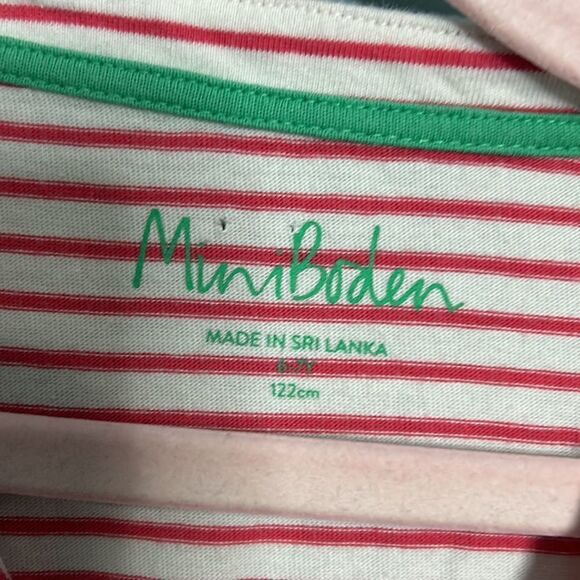 MiniBoden
MADE IN SRI LANKA
6-7Y
122cm